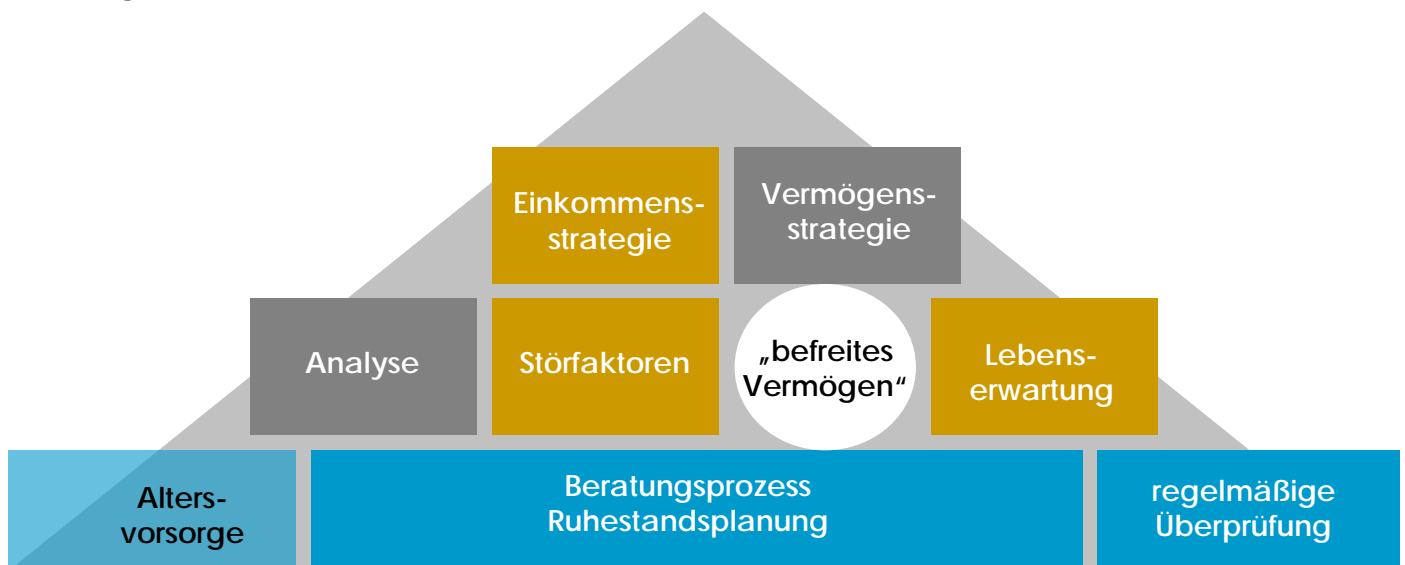 Einkommens-
strategie
Vermögens-
strategie
Analyse
Störfaktoren
„befreites
Vermögen“
Lebens-
erwartung
Alters-
vorsorge
Beratungsprozess
Ruhestandsplanung
regelmäßige
Überprüfung